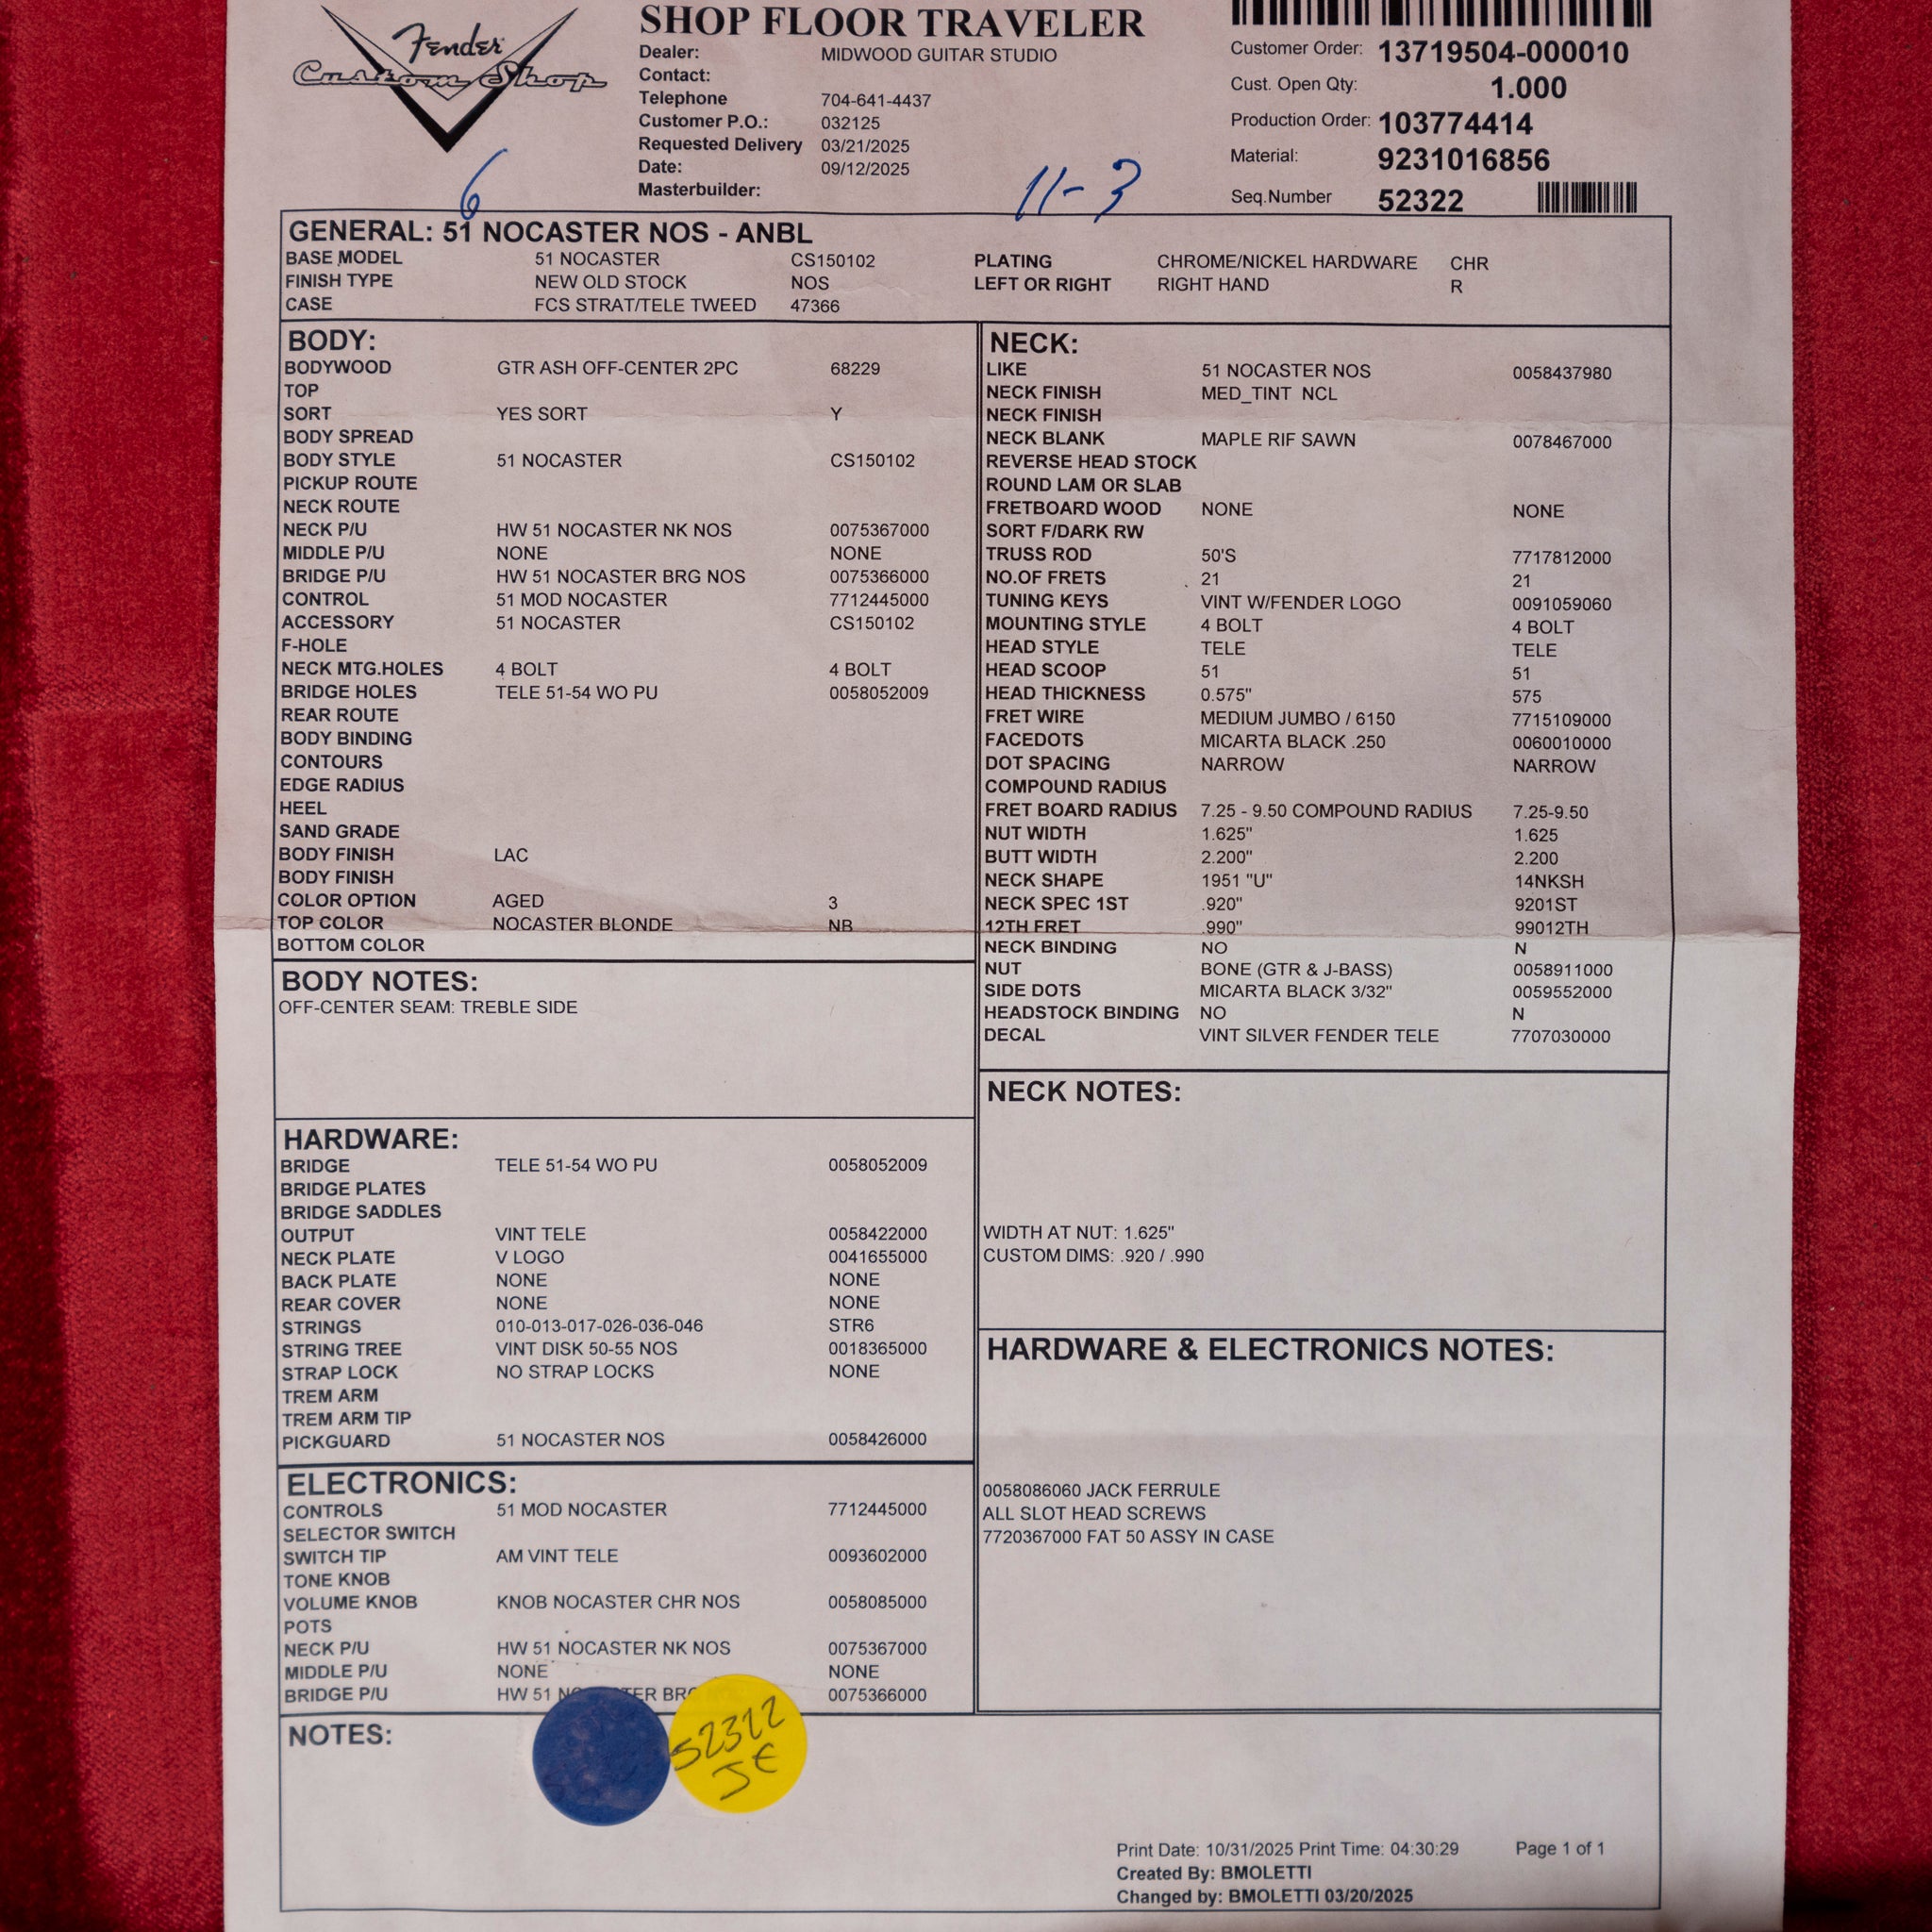 Fender
Custom Shop
SHOP FLOOR TRAVELER
Dealer: MIDWOOD GUITAR STUDIO
Contact:
Telephone 704-641-4437
Customer P.O.: 032125
Requested Delivery 03/21/2025
Date: 09/12/2025
Masterbuilder:
Customer Order: 13719504-000010
Cust. Open Qty: 1.000
Production Order: 103774414
Material: 9231016856
Seq.Number 52322
6
11-3
GENERAL: 51 NOCASTER NOS - ANBL
BASE MODEL 51 NOCASTER CS150102
FINISH TYPE NEW OLD STOCK NOS
CASE FCS STRAT/TELE TWEED 47366
PLATING CHROME/NICKEL HARDWARE CHR
LEFT OR RIGHT RIGHT HAND R
BODY:
BODYWOOD GTR ASH OFF-CENTER 2PC 68229
TOP
SORT YES SORT Y
BODY SPREAD
BODY STYLE 51 NOCASTER CS150102
PICKUP ROUTE
NECK ROUTE
NECK P/U HW 51 NOCASTER NK NOS 0075367000
MIDDLE P/U NONE NONE
BRIDGE P/U HW 51 NOCASTER BRG NOS 0075366000
CONTROL 51 MOD NOCASTER 7712445000
ACCESSORY 51 NOCASTER CS150102
F-HOLE
NECK MTG.HOLES 4 BOLT 4 BOLT
BRIDGE HOLES TELE 51-54 WO PU 0058052009
REAR ROUTE
BODY BINDING
CONTOURS
EDGE RADIUS
HEEL
SAND GRADE
BODY FINISH LAC
BODY FINISH
COLOR OPTION AGED 3
TOP COLOR NOCASTER BLONDE NB
BOTTOM COLOR
BODY NOTES:
OFF-CENTER SEAM: TREBLE SIDE
HARDWARE:
BRIDGE TELE 51-54 WO PU 0058052009
BRIDGE PLATES
BRIDGE SADDLES
OUTPUT VINT TELE 0058422000
NECK PLATE V LOGO 0041655000
BACK PLATE NONE NONE
REAR COVER NONE NONE
STRINGS 010-013-017-026-036-046 STR6
STRING TREE VINT DISK 50-55 NOS 0018365000
STRAP LOCK NO STRAP LOCKS NONE
TREM ARM
TREM ARM TIP
PICKGUARD 51 NOCASTER NOS 0058426000
ELECTRONICS:
CONTROLS 51 MOD NOCASTER 7712445000
SELECTOR SWITCH
SWITCH TIP AM VINT TELE 0093602000
TONE KNOB
VOLUME KNOB KNOB NOCASTER CHR NOS 0058085000
POTS
NECK P/U HW 51 NOCASTER NK NOS 0075367000
MIDDLE P/U NONE NONE
BRIDGE P/U HW 51 0075366000
NECK:
LIKE 51 NOCASTER NOS 0058437980
NECK FINISH MED_TINT NCL
NECK FINISH
NECK BLANK MAPLE RIF SAWN 0078467000
REVERSE HEAD STOCK
ROUND LAM OR SLAB
FRETBOARD WOOD NONE NONE
SORT F/DARK RW
TRUSS ROD 50'S 7717812000
NO.OF FRETS 21 21
TUNING KEYS VINT W/FENDER LOGO 0091059060
MOUNTING STYLE 4 BOLT 4 BOLT
HEAD STYLE TELE TELE
HEAD SCOOP 51 51
HEAD THICKNESS 0.575" 575
FRET WIRE MEDIUM JUMBO / 6150 7715109000
FACEDOTS MICARTA BLACK .250 0060010000
DOT SPACING NARROW NARROW
COMPOUND RADIUS
FRET BOARD RADIUS 7.25 - 9.50 COMPOUND RADIUS 7.25-9.50
NUT WIDTH 1.625" 1.625
BUTT WIDTH 2.200" 2.200
NECK SHAPE 1951 "U" 14NKSH
NECK SPEC 1ST .920" 9201ST
12TH FRET .990" 99012TH
NECK BINDING NO N
NUT BONE (GTR & J-BASS) 0058911000
SIDE DOTS MICARTA BLACK 3/32" 0059552000
HEADSTOCK BINDING NO N
DECAL VINT SILVER FENDER TELE 7707030000
NECK NOTES:
WIDTH AT NUT: 1.625"
CUSTOM DIMS: .920 / .990
HARDWARE & ELECTRONICS NOTES:
0058086060 JACK FERRULE
ALL SLOT HEAD SCREWS
7720367000 FAT 50 ASSY IN CASE
NOTES:
52322
JE
Print Date: 10/31/2025 Print Time: 04:30:29 Page 1 of 1
Created By: BMOLETTI
Changed by: BMOLETTI 03/20/2025